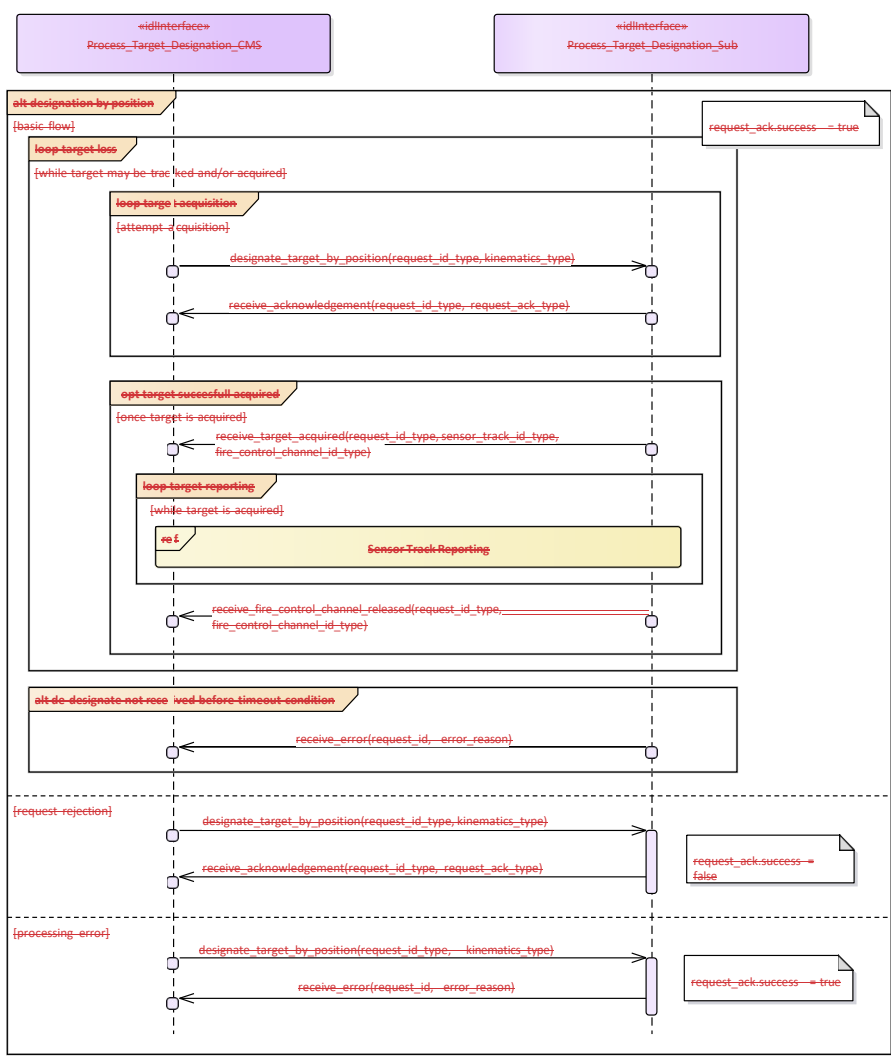 «idlInterface»
Process_Target_Designation_CMS
«idlInterface»
Process_Target_Designation_Sub
alt designation by position
[basic flow]
request_ack.success = true
loop target loss
[while target may be tracked and/or acquired]
loop target acquisition
[attempt acquisition]
designate_target_by_position(request_id_type, kinematics_type)
receive_acknowledgement(request_id_type, request_ack_type)
opt target succesfull acquired
[once target is acquired]
receive_target_acquired(request_id_type, sensor_track_id_type,
fire_control_channel_id_type)
loop target reporting
[while target is acquired]
ref
Sensor Track Reporting
receive_fire_control_channel_released(request_id_type,
fire_control_channel_id_type)
alt de-designate not received before timeout condition
receive_error(request_id, error_reason)
[request rejection]
designate_target_by_position(request_id_type, kinematics_type)
receive_acknowledgement(request_id_type, request_ack_type)
request_ack.success =
false
[processing error]
designate_target_by_position(request_id_type, kinematics_type)
receive_error(request_id, error_reason)
request_ack.success = true